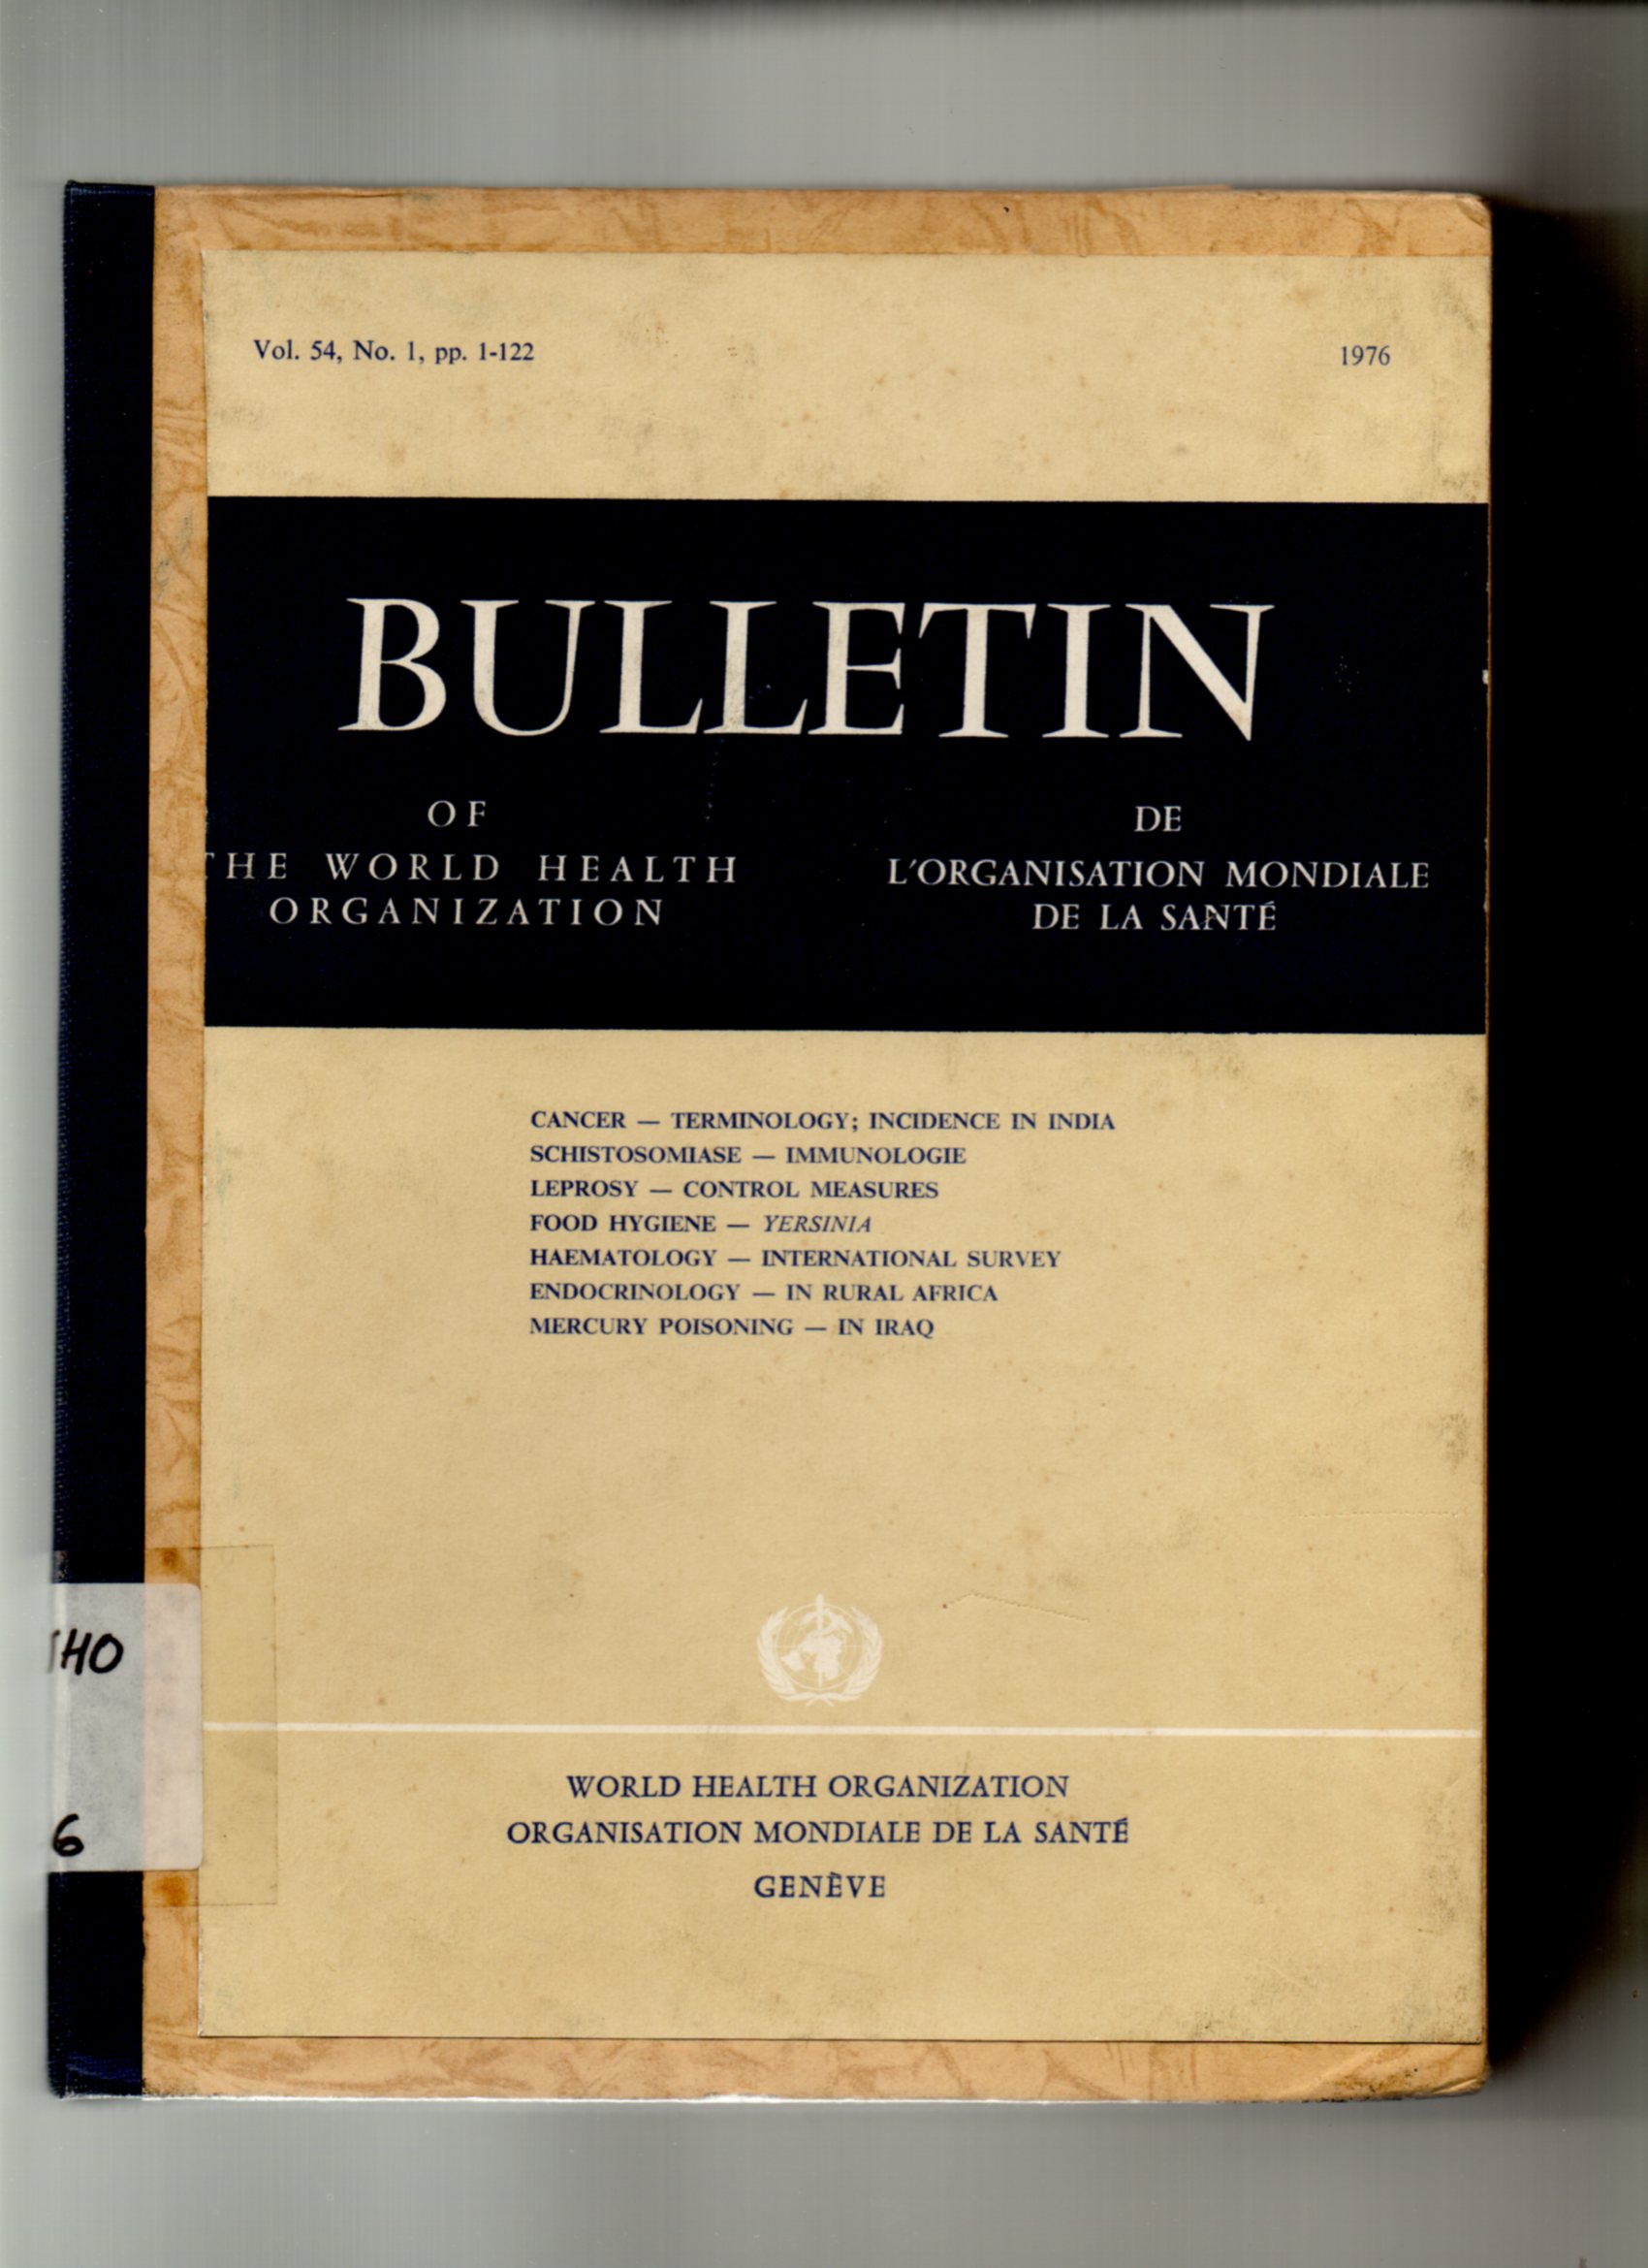 Vol. 54, No. 1, pp. 1-122
1976
BULLETIN
OF
THE WORLD HEALTH
ORGANIZATION
DE
L'ORGANISATION MONDIALE
DE LA SANTÉ
CANCER — TERMINOLOGY; INCIDENCE IN INDIA
SCHISTOSOMIASE — IMMUNOLOGIE
LEPROSY — CONTROL MEASURES
FOOD HYGIENE — YERSINIA
HAEMATOLOGY — INTERNATIONAL SURVEY
ENDOCRINOLOGY — IN RURAL AFRICA
MERCURY POISONING — IN IRAQ
HO
6
WORLD HEALTH ORGANIZATION
ORGANISATION MONDIALE DE LA SANTÉ
GENÈVE